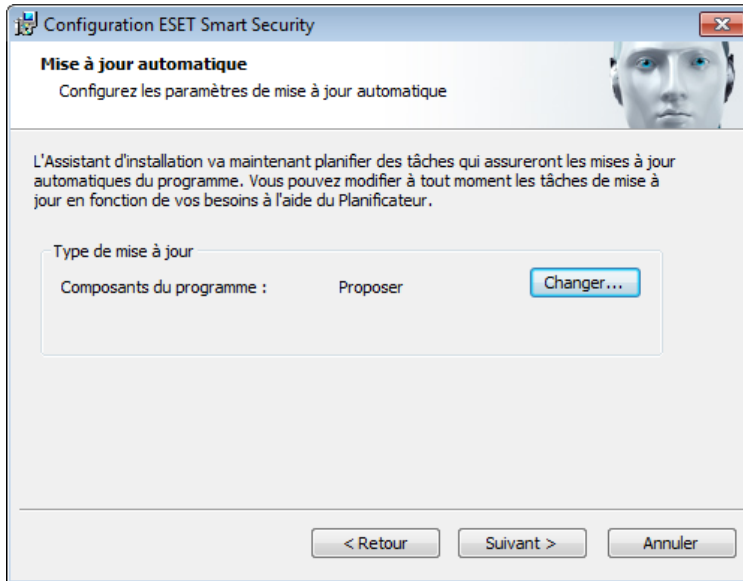 Configuration ESET Smart Security
Mise à jour automatique
Configurez les paramètres de mise à jour automatique
L'Assistant d'installation va maintenant planifier des tâches qui assureront les mises à jour
automatiques du programme. Vous pouvez modifier à tout moment les tâches de mise à
jour en fonction de vos besoins à l'aide du Planificateur.
Type de mise à jour
Composants du programme : Proposer Changer...
< Retour Suivant > Annuler